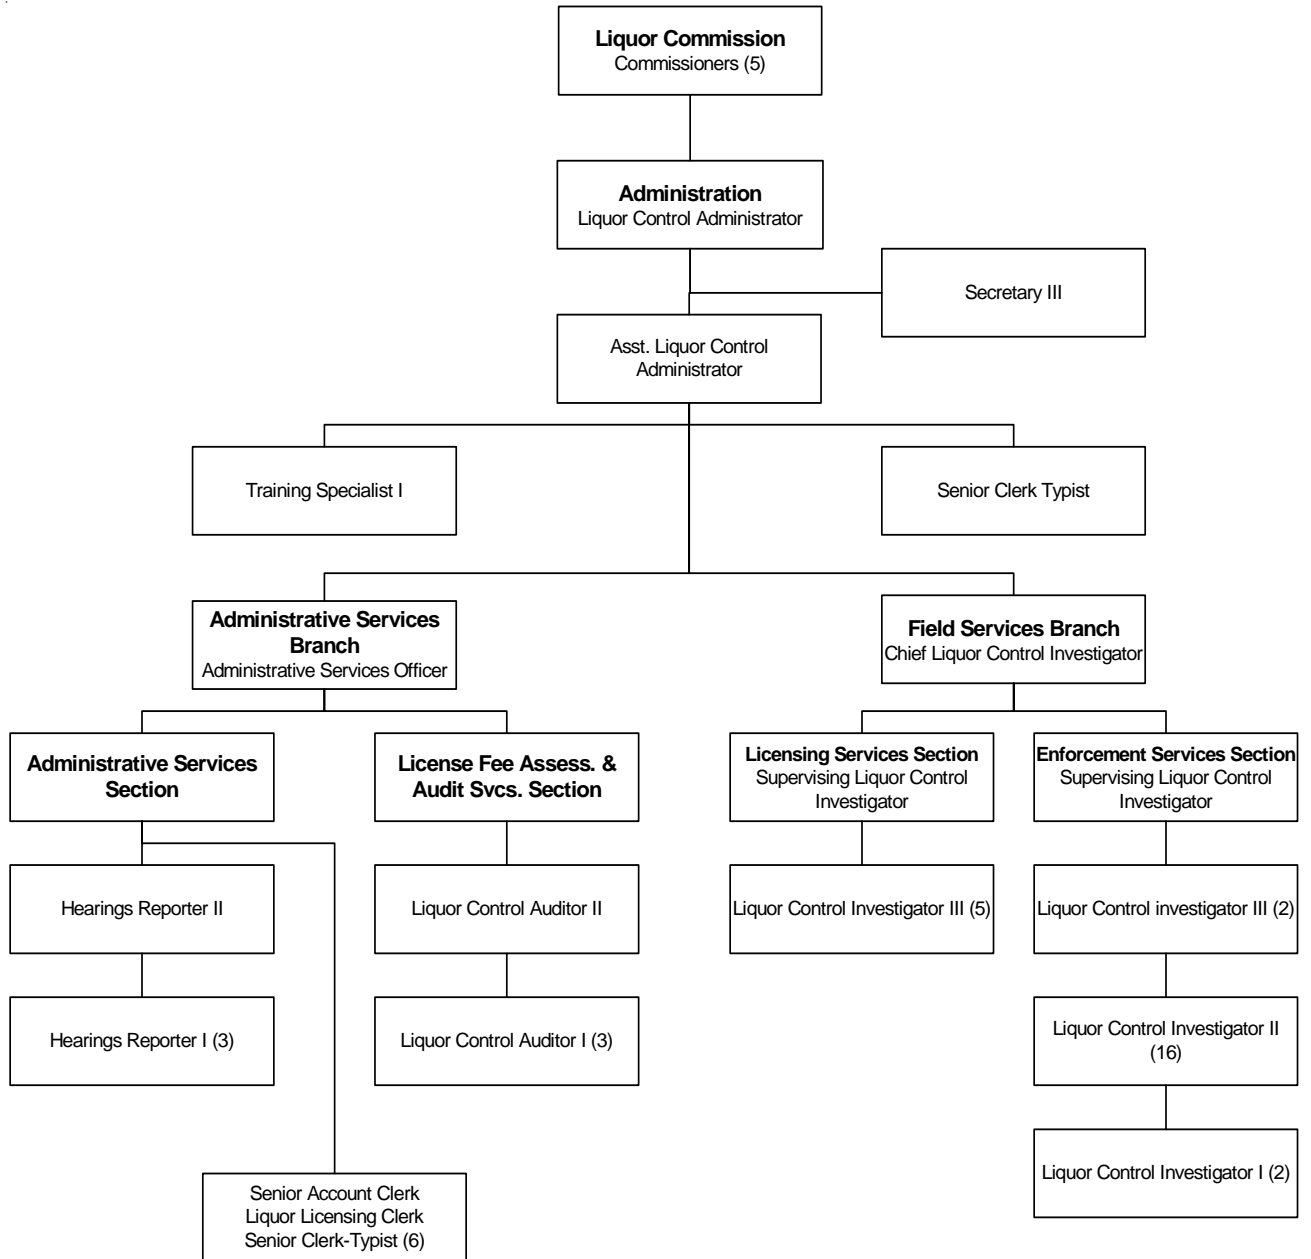 Liquor Commission
Commissioners (5)
Administration
Liquor Control Administrator
Secretary III
Asst. Liquor Control
Administrator
Training Specialist I
Senior Clerk Typist
Administrative Services
Branch
Administrative Services Officer
Field Services Branch
Chief Liquor Control Investigator
Administrative Services
Section
License Fee Assess. &
Audit Svcs. Section
Licensing Services Section
Supervising Liquor Control
Investigator
Enforcement Services Section
Supervising Liquor Control
Investigator
Hearings Reporter II
Liquor Control Auditor II
Liquor Control Investigator III (5)
Liquor Control investigator III (2)
Hearings Reporter I (3)
Liquor Control Auditor I (3)
Liquor Control Investigator II
(16)
Liquor Control Investigator I (2)
Senior Account Clerk
Liquor Licensing Clerk
Senior Clerk-Typist (6)